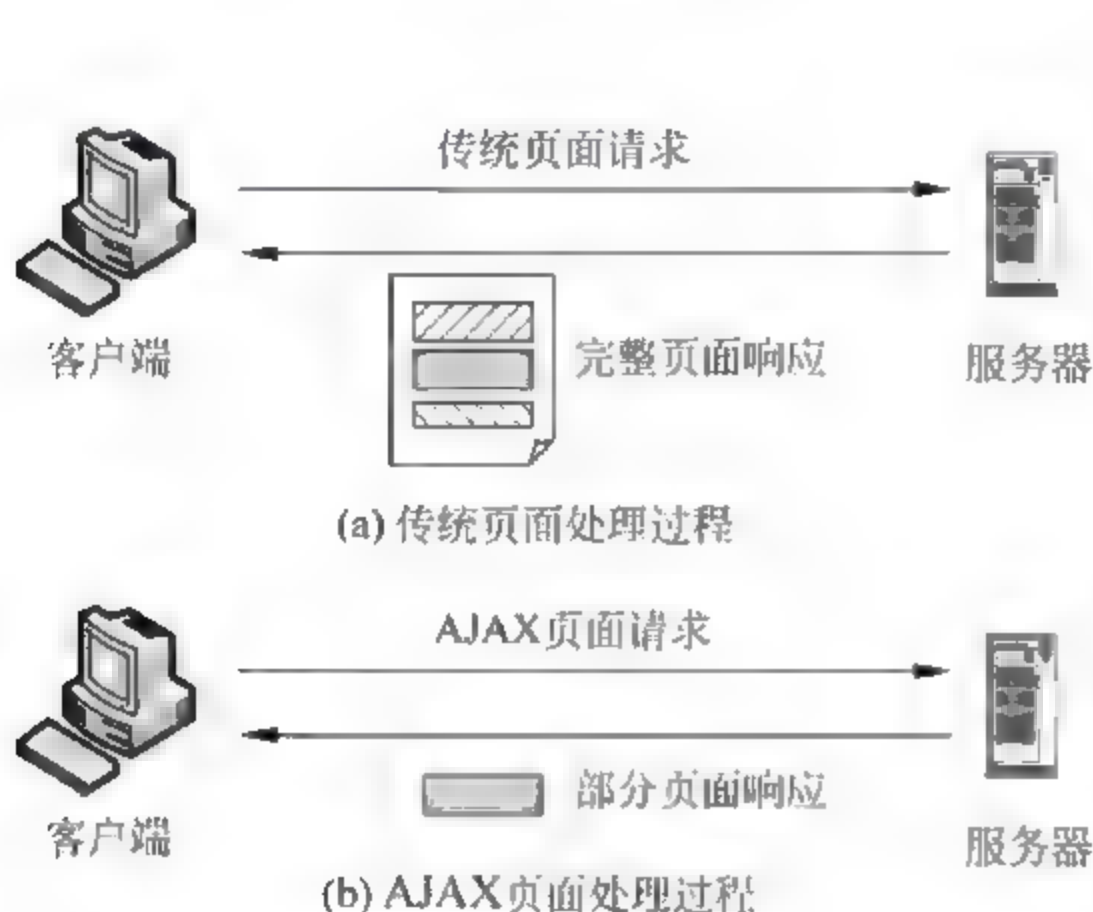 传统页面请求
客户端
完整页面响应
服务器
(a) 传统页面处理过程
AJAX页面请求
部分页面响应
客户端
服务器
(b) AJAX页面处理过程